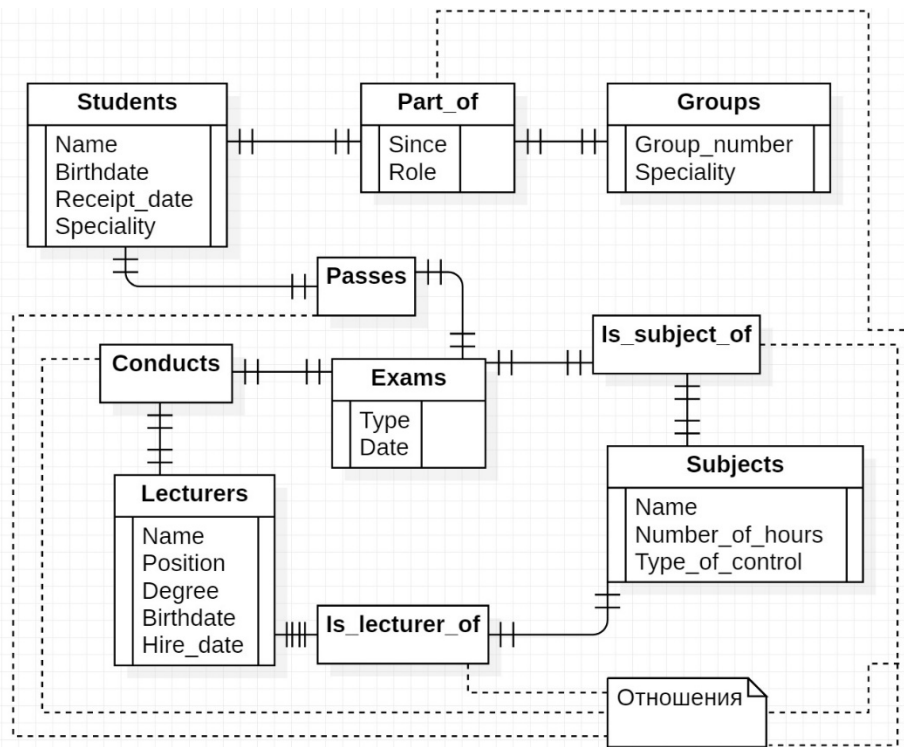 Students
Name
Birthdate
Receipt_date
Speciality
Part_of
Since
Role
Groups
Group_number
Speciality
Passes
Is_subject_of
Conducts
Exams
Type
Date
Lecturers
Name
Position
Degree
Birthdate
Hire_date
Subjects
Name
Number_of_hours
Type_of_control
Is_lecturer_of
Отношения